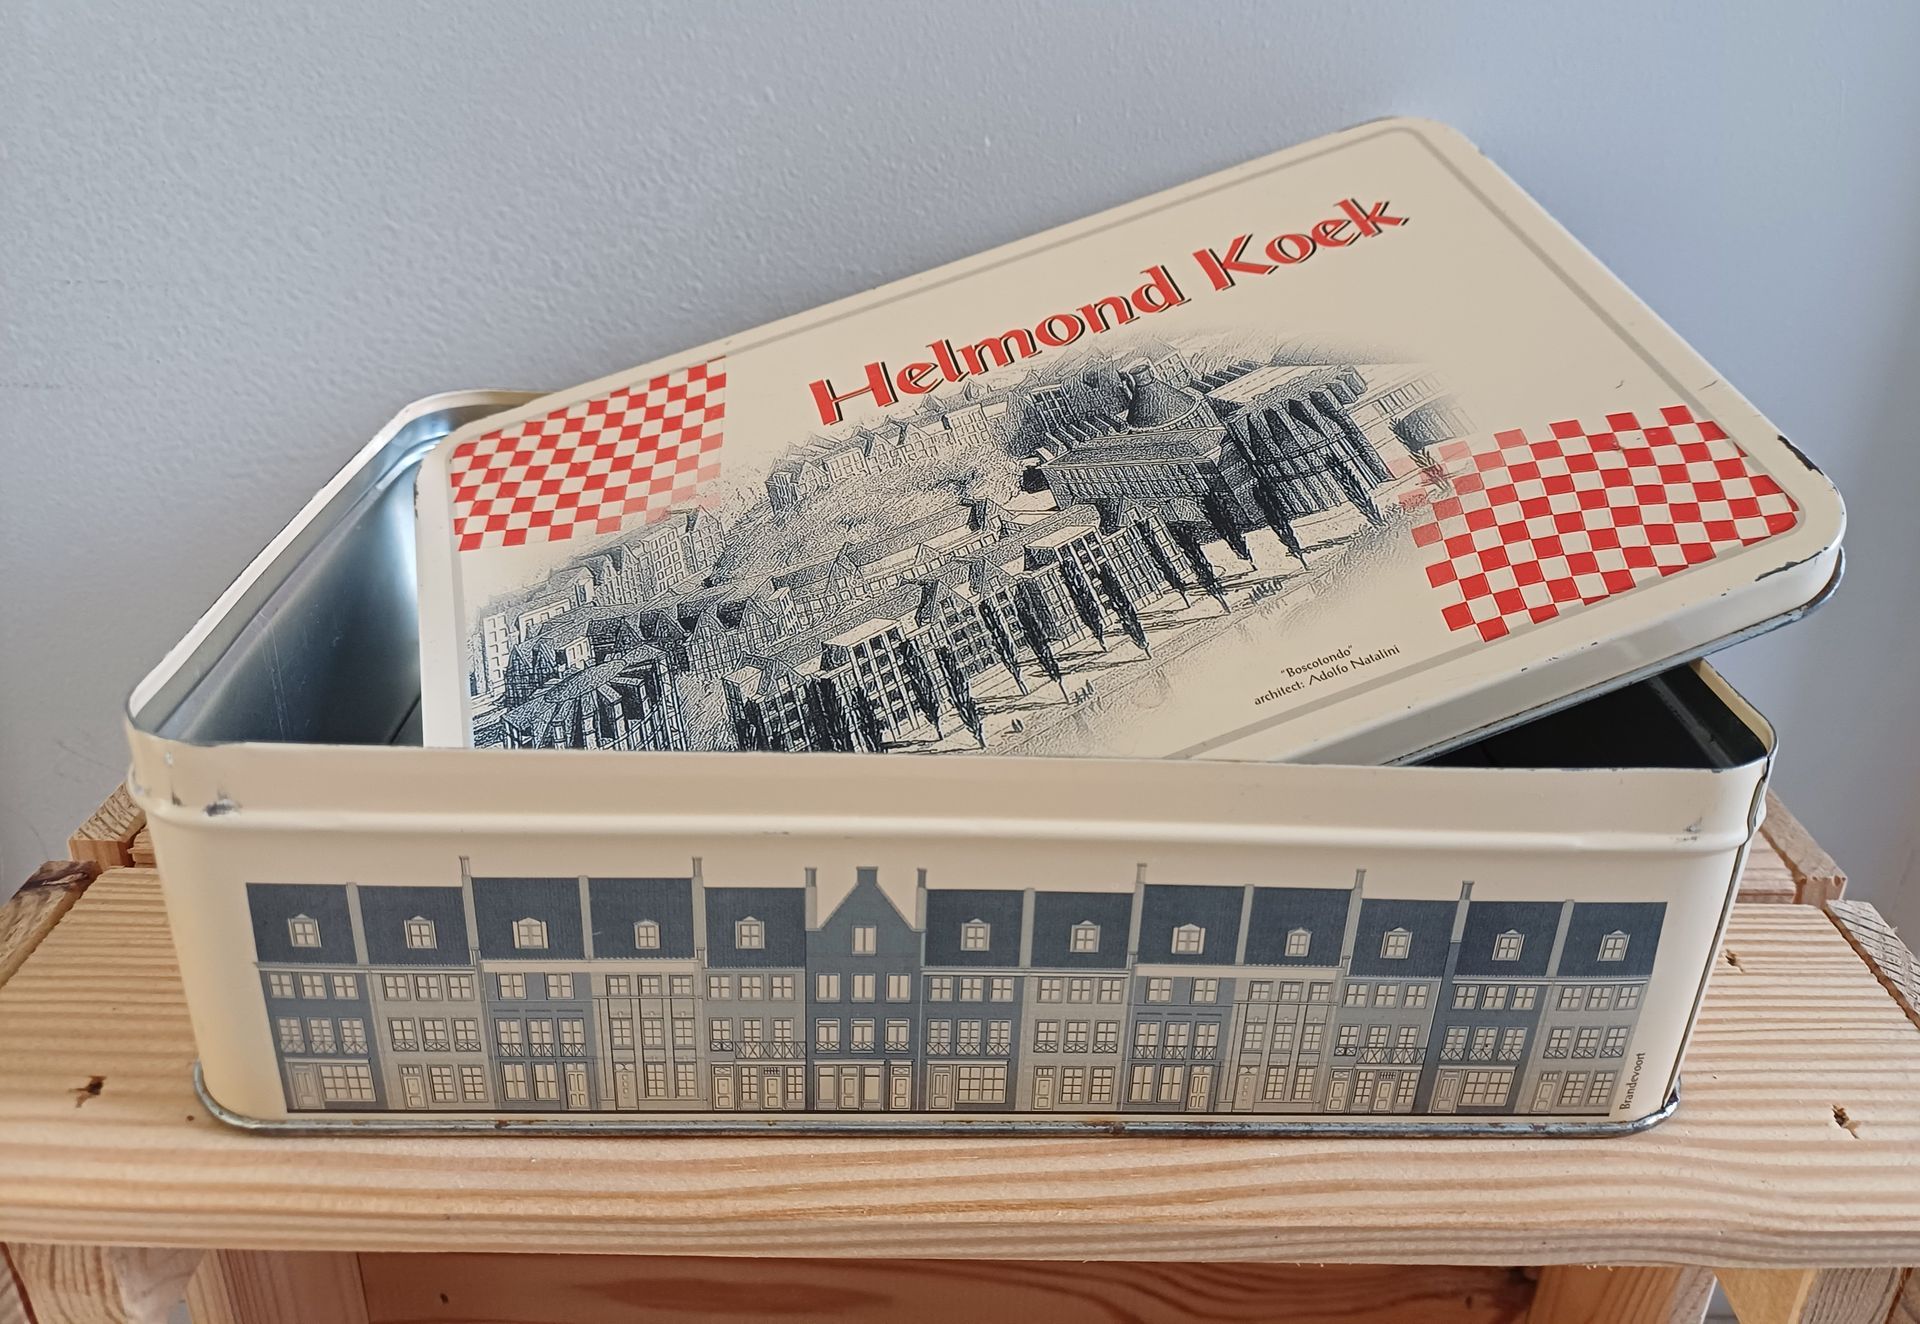 Helmond Koek
"Boscotondo"
architect: Adolfo Natalini
Brandevoort